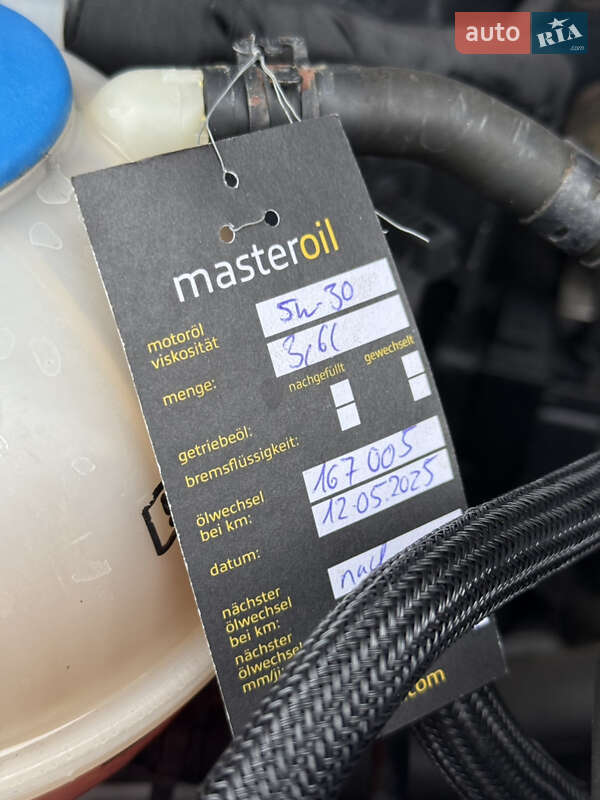 auto RIA .com
masteroil
motoröl viskosität 5w-30
menge: 3,6l
nachgefüllt gewechselt
getriebeöl:
bremsflüssigkeit:
ölwechsel bei km: 167 005
datum: 12.05.2025
nächster ölwechsel bei km:
nächster ölwechsel
.com